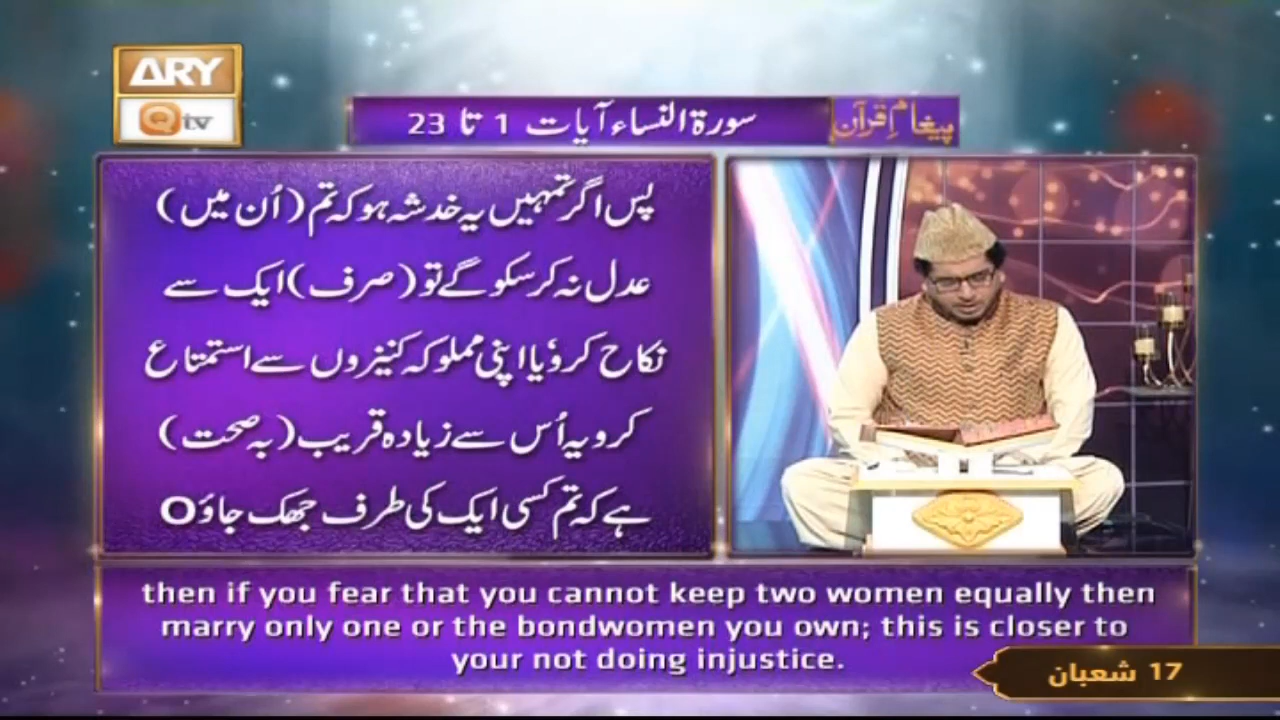 ARY
Qtv
سورۃ النساء آیات 1 تا 23
پیغامِ قرآن
پس اگر تمہیں یہ خدشہ ہو کہ تم (اُن میں)
عدل نہ کر سکو گے تو (صرف) ایک سے
نکاح کرو یا اپنی مملوکہ کنیزوں سے استمتاع
کرو یہ اُس سے زیادہ قریب (بہ صحت)
ہے کہ تم کسی ایک کی طرف جھک جاؤ O
then if you fear that you cannot keep two women equally then
marry only one or the bondwomen you own; this is closer to
your not doing injustice.
17 شعبان